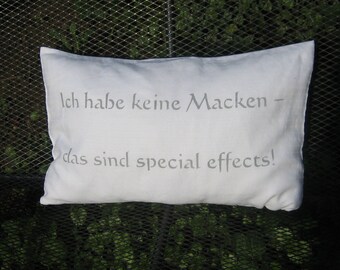 Ich habe keine Macken –
das sind special effects!